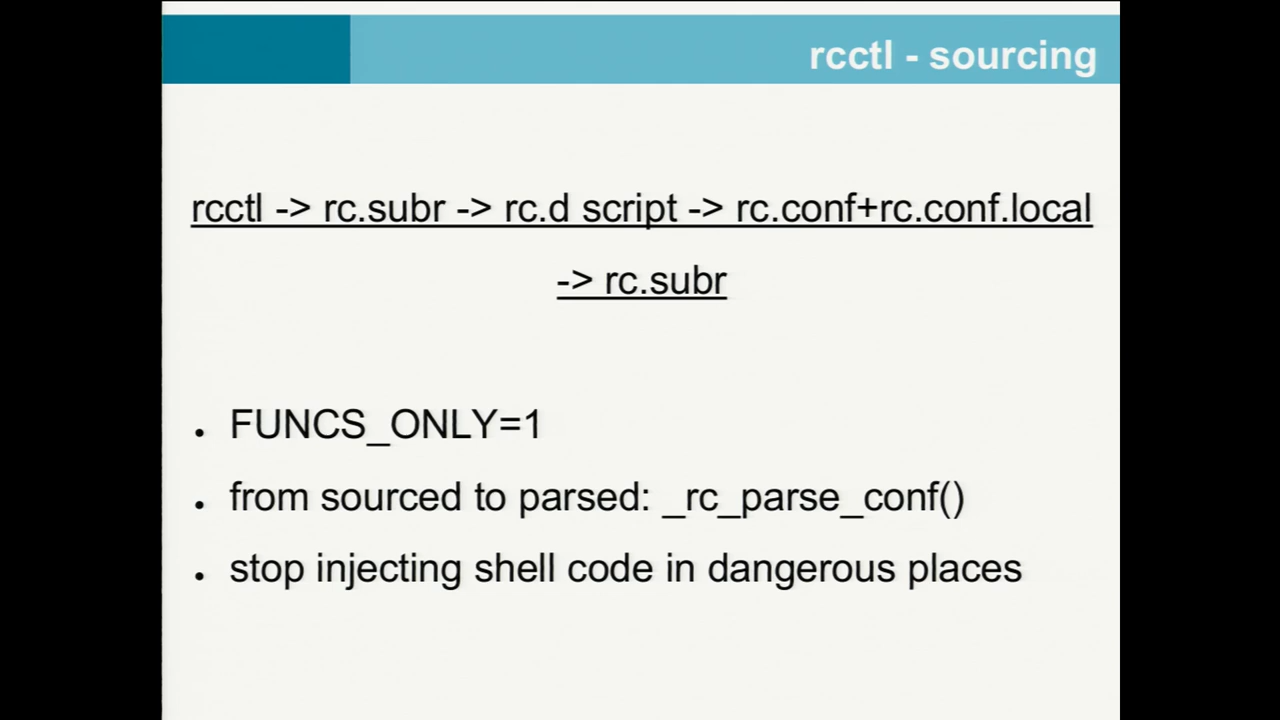 rcctl - sourcing
rcctl -> rc.subr -> rc.d script -> rc.conf+rc.conf.local
-> rc.subr
• FUNCS_ONLY=1
• from sourced to parsed: _rc_parse_conf()
• stop injecting shell code in dangerous places